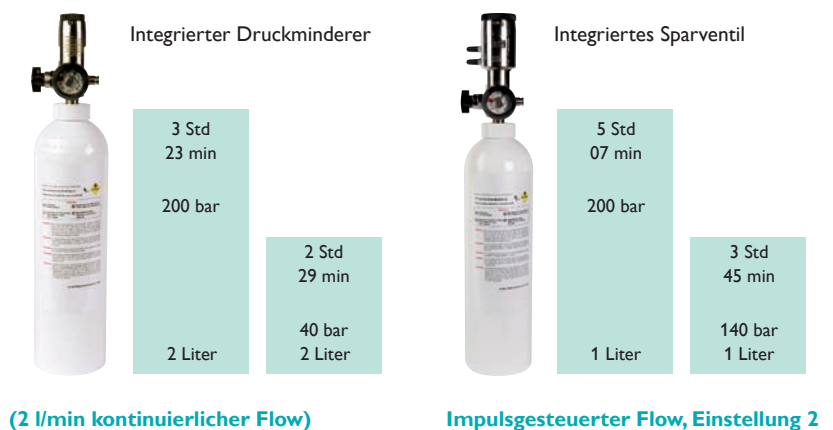 Integrierter Druckminderer
3 Std
23 min
200 bar
2 Liter
2 Std
29 min
40 bar
2 Liter
(2 l/min kontinuierlicher Flow)
Integriertes Sparventil
5 Std
07 min
200 bar
1 Liter
3 Std
45 min
140 bar
1 Liter
Impulsgesteuerter Flow, Einstellung 2